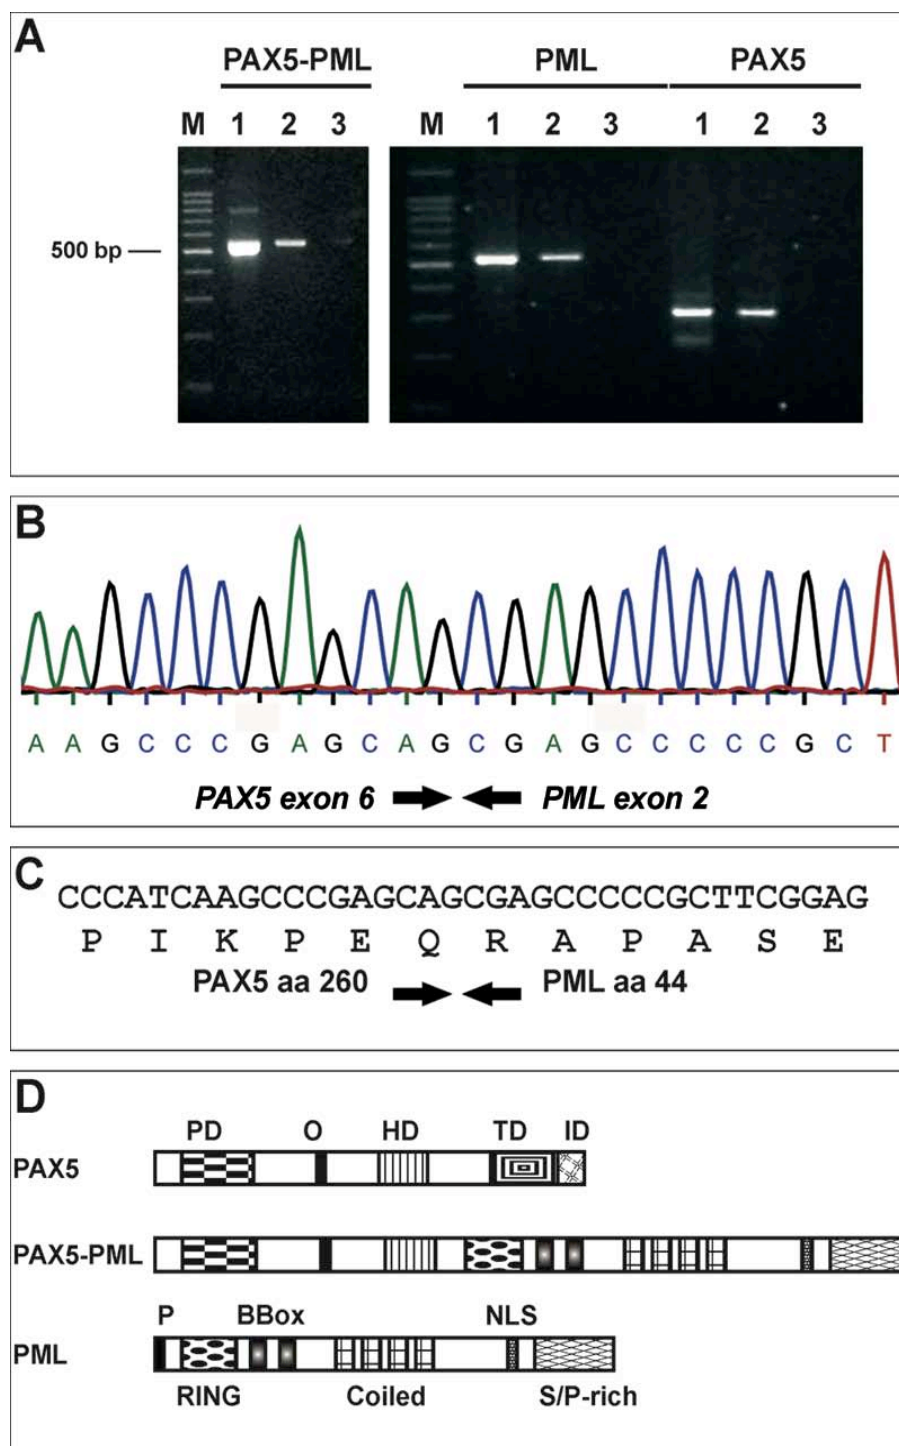 A
PAX5-PML PML PAX5
M 1 2 3 M 1 2 3 1 2 3
500 bp
B
A A G C C C G A G C A G C G A G C C C C C G C T
PAX5 exon 6 PML exon 2
C
CCCATCAAGCCCGAGCAGCGAGCCCCCGCTTCGGAG
P I K P E Q R A P A S E
PAX5 aa 260 PML aa 44
D
PD O HD TD ID
PAX5
PAX5-PML
P BBox NLS
PML
RING Coiled S/P-rich